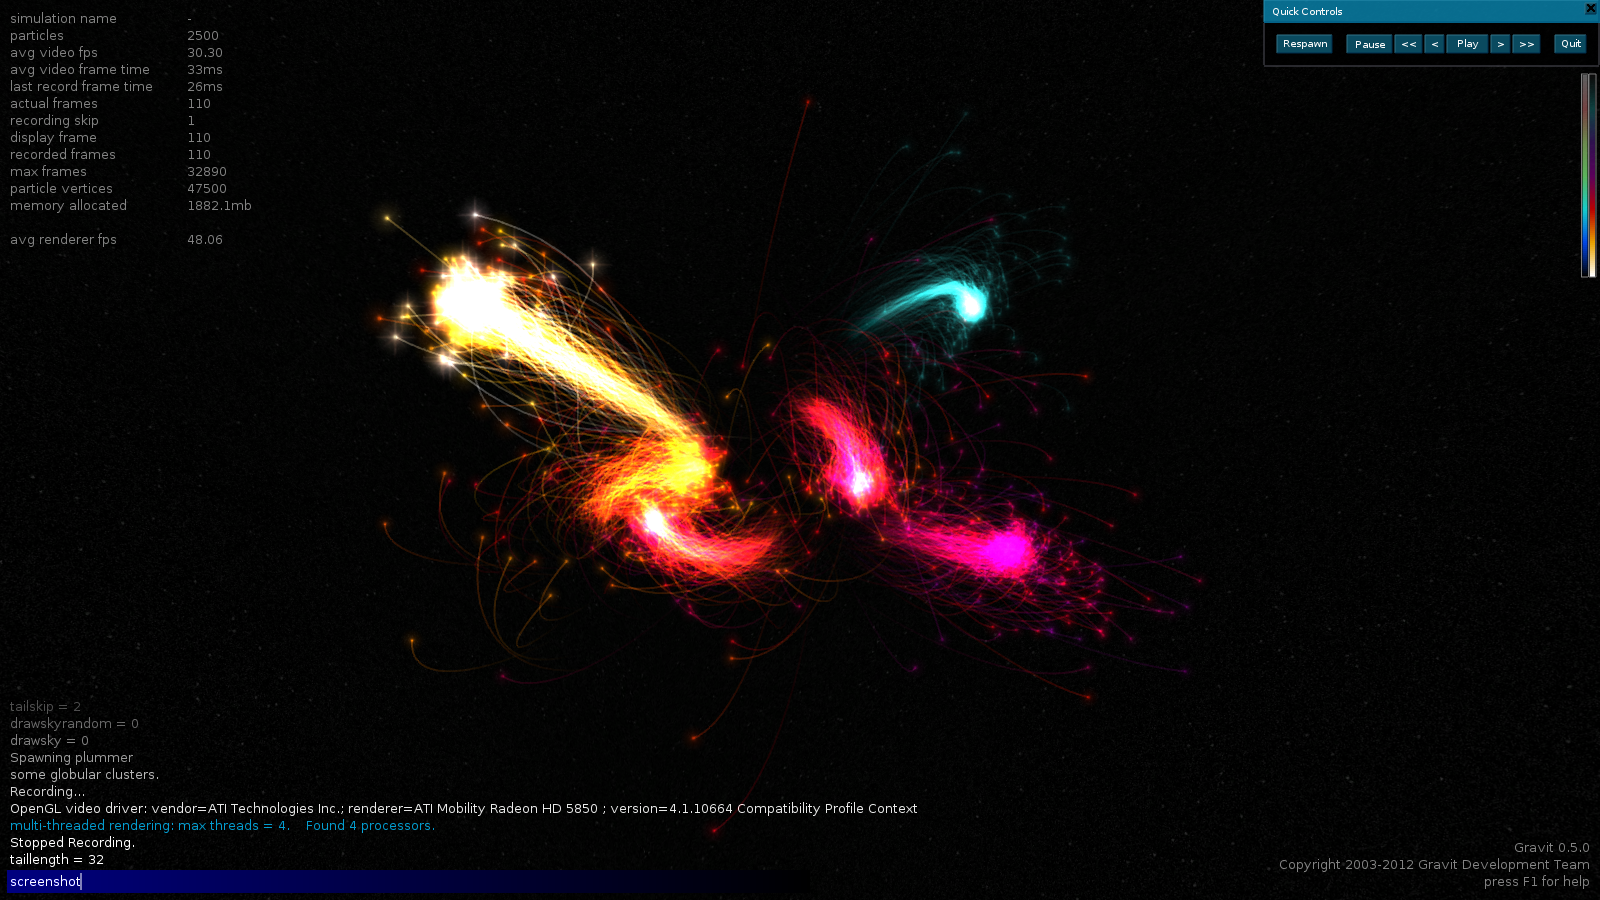 simulation name -
particles 2500
avg video fps 30.30
avg video frame time 33ms
last record frame time 26ms
actual frames 110
recording skip 1
display frame 110
recorded frames 110
max frames 32890
particle vertices 47500
memory allocated 1882.1mb
avg renderer fps 48.06
Quick Controls
Respawn Pause << < Play > >> Quit
tailskip = 2
drawskyrandom = 0
drawsky = 0
Spawning plummer
some globular clusters.
Recording...
OpenGL video driver: vendor=ATI Technologies Inc.; renderer=ATI Mobility Radeon HD 5850 ; version=4.1.10664 Compatibility Profile Context
multi-threaded rendering: max threads = 4. Found 4 processors.
Stopped Recording.
taillength = 32
screenshot
Gravit 0.5.0
Copyright 2003-2012 Gravit Development Team
press F1 for help